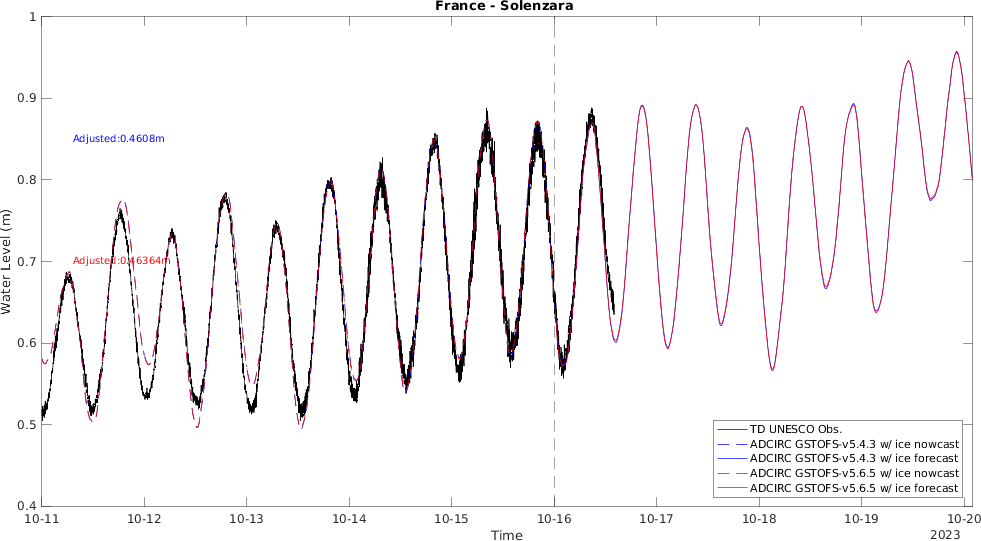 France - Solenzara
Water Level (m)
1
0.9
0.8
0.7
0.6
0.5
0.4
Adjusted:0.4608m
Adjusted:0.46364m
TD UNESCO Obs.
ADCIRC GSTOFS-v5.4.3 w/ ice nowcast
ADCIRC GSTOFS-v5.4.3 w/ ice forecast
ADCIRC GSTOFS-v5.6.5 w/ ice nowcast
ADCIRC GSTOFS-v5.6.5 w/ ice forecast
10-11 10-12 10-13 10-14 10-15 10-16 10-17 10-18 10-19 10-20
Time
2023